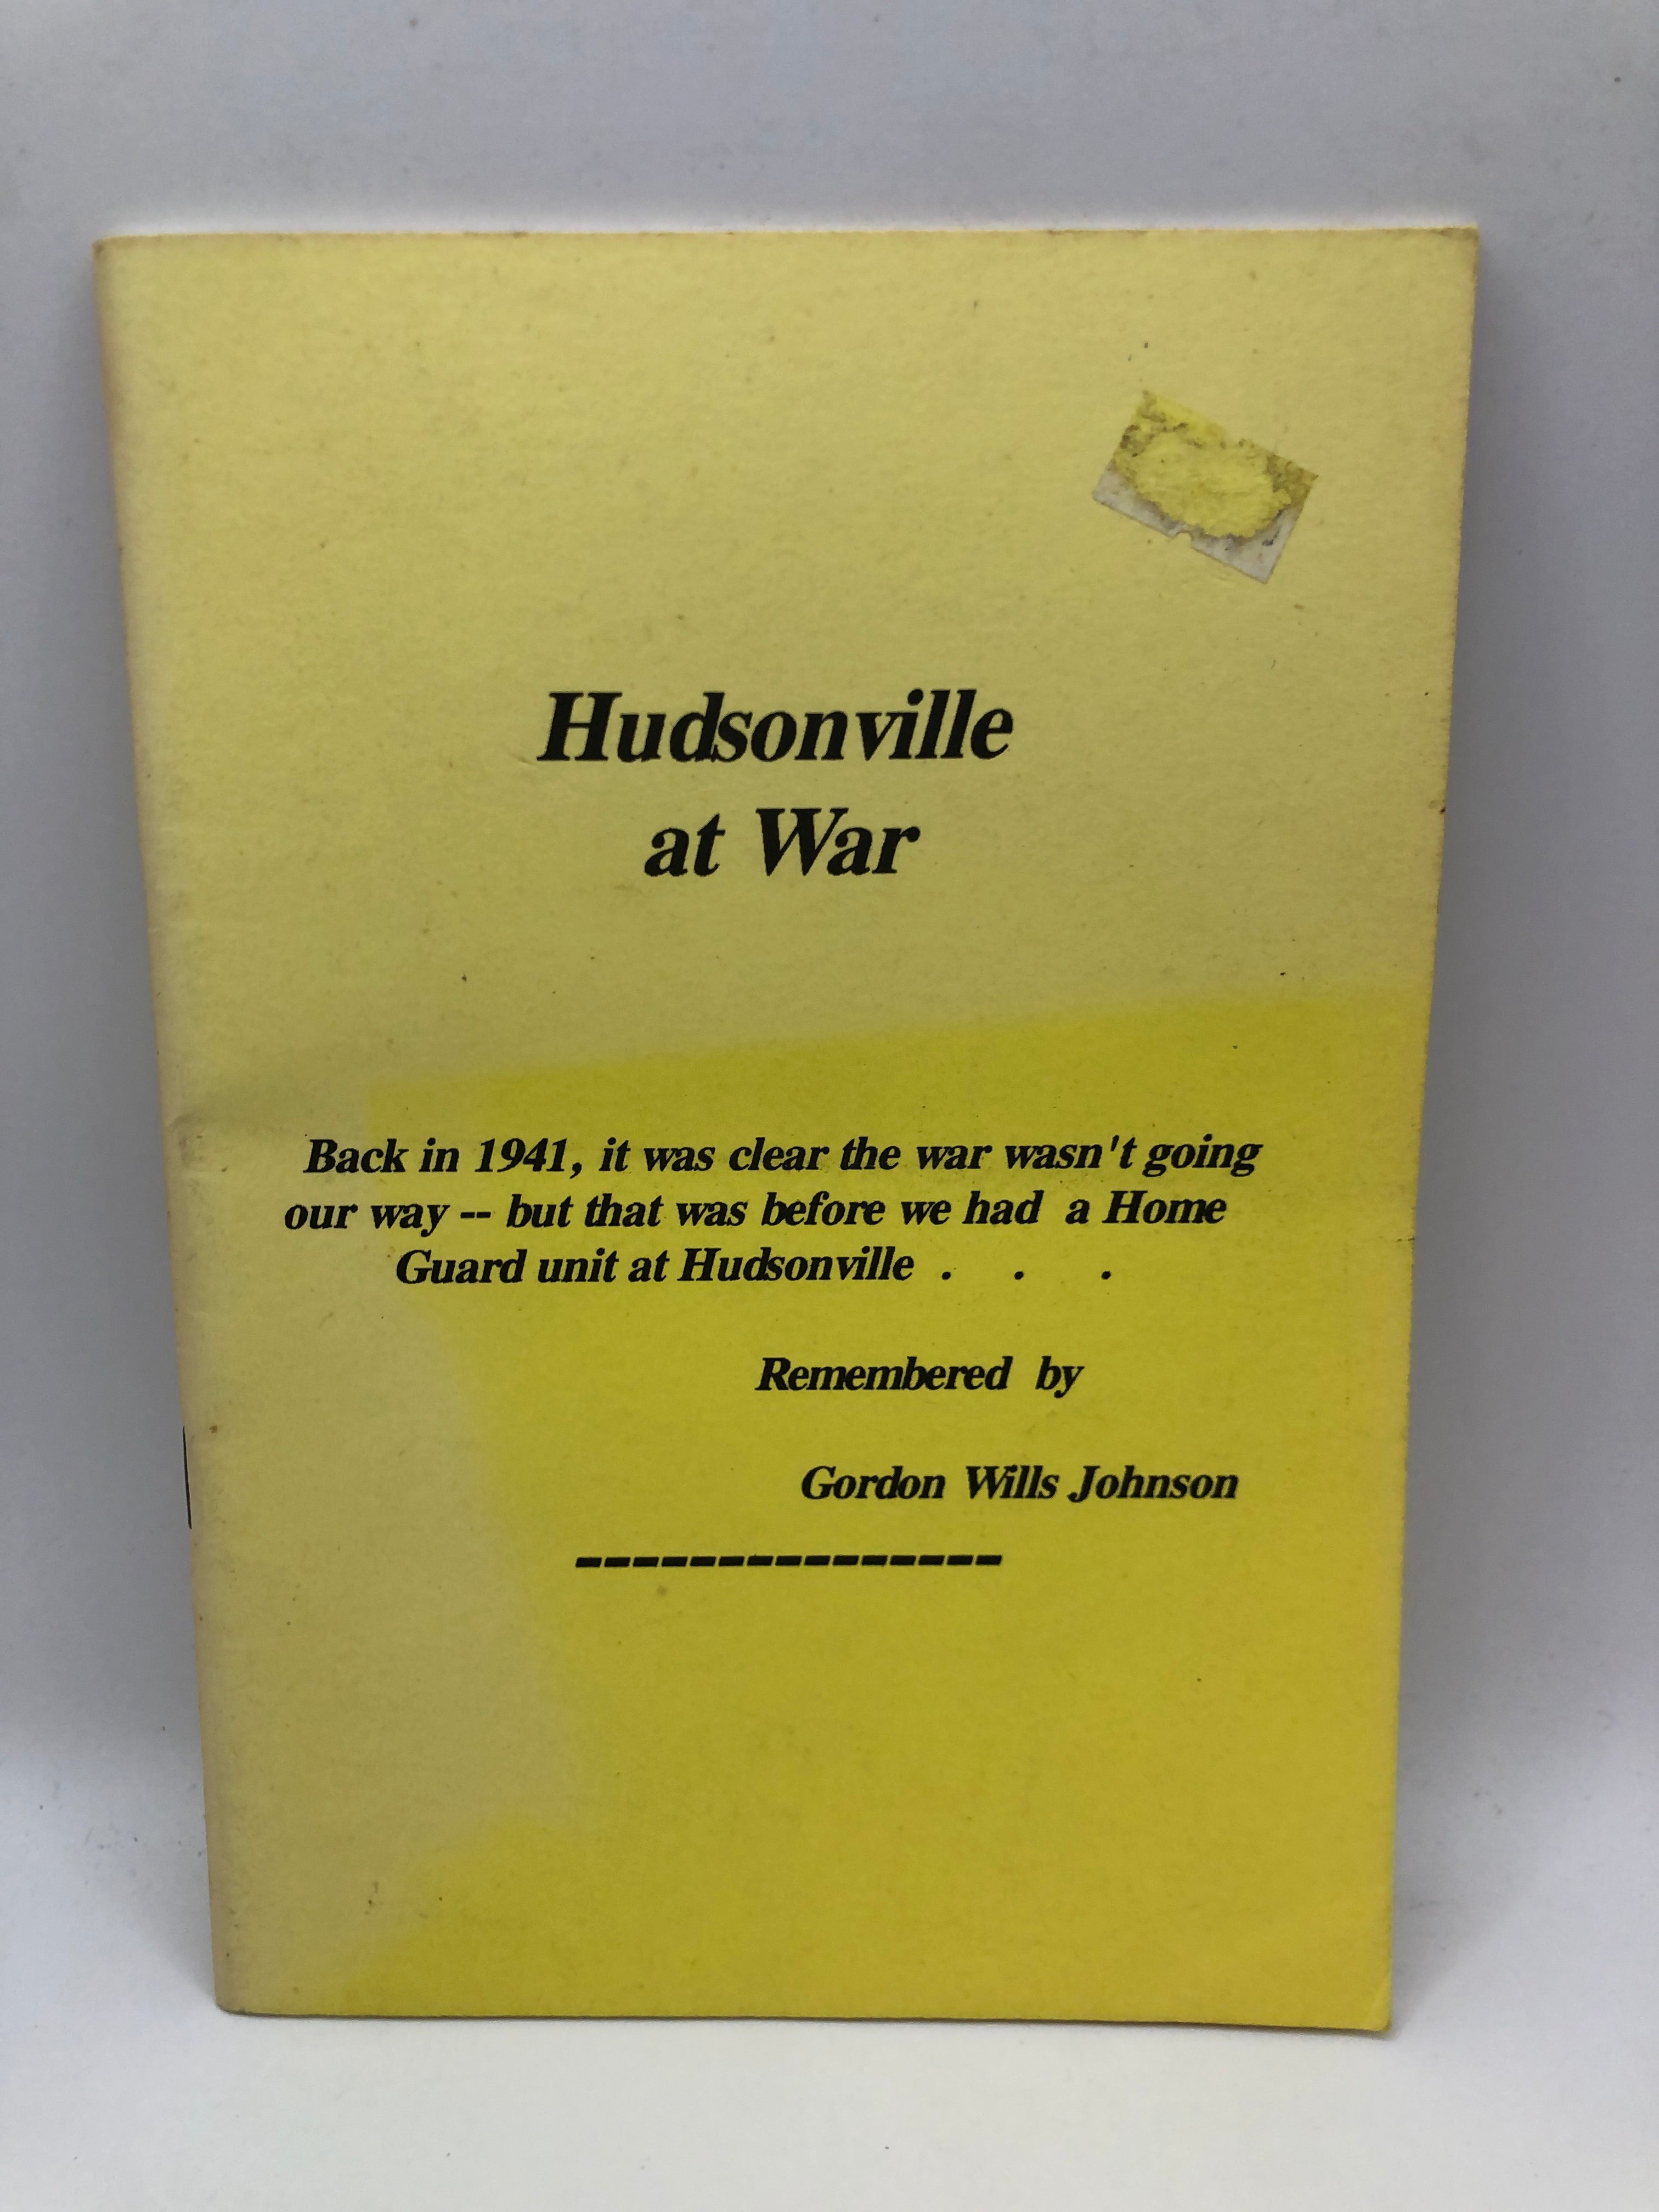 Hudsonville
at War
Back in 1941, it was clear the war wasn't going
our way -- but that was before we had a Home
Guard unit at Hudsonville . . .
Remembered by
Gordon Wills Johnson
---------------